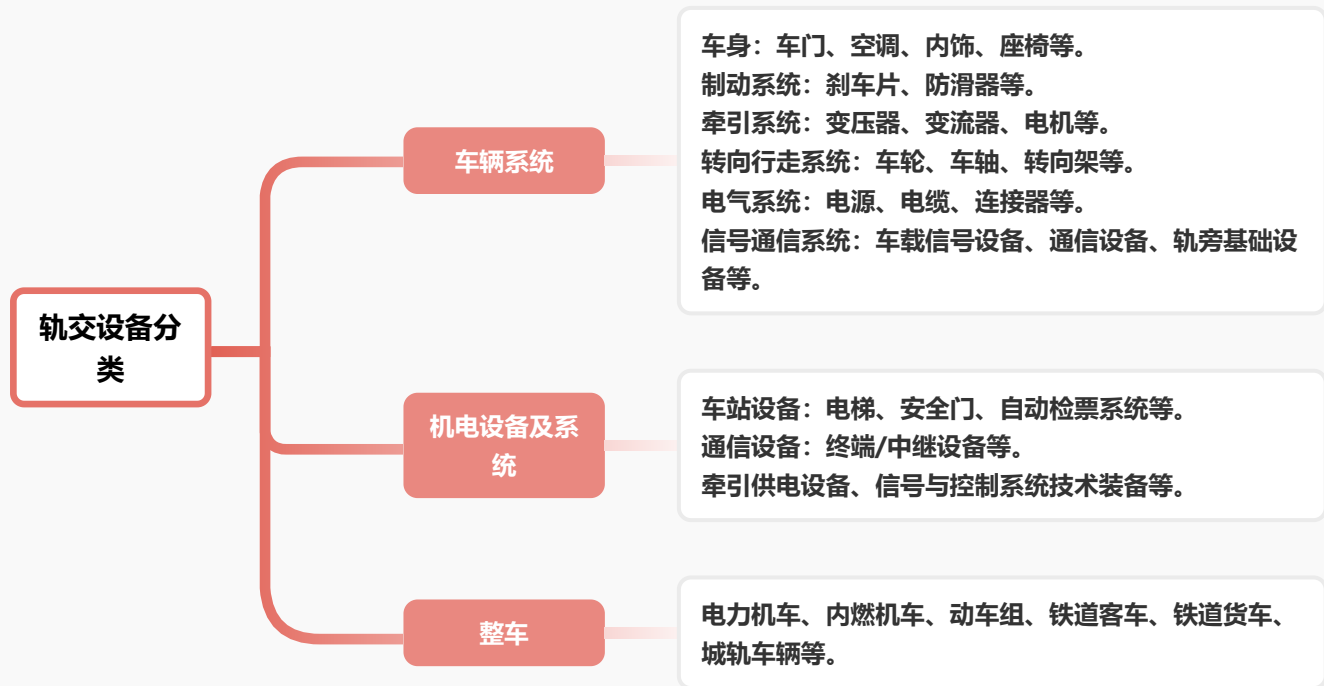 轨交设备分
类
车辆系统
车身：车门、空调、内饰、座椅等。
制动系统：刹车片、防滑器等。
牵引系统：变压器、变流器、电机等。
转向行走系统：车轮、车轴、转向架等。
电气系统：电源、电缆、连接器等。
信号通信系统：车载信号设备、通信设备、轨旁基础设
备等。
机电设备及系
统
车站设备：电梯、安全门、自动检票系统等。
通信设备：终端/中继设备等。
牵引供电设备、信号与控制系统技术装备等。
整车
电力机车、内燃机车、动车组、铁道客车、铁道货车、
城轨车辆等。